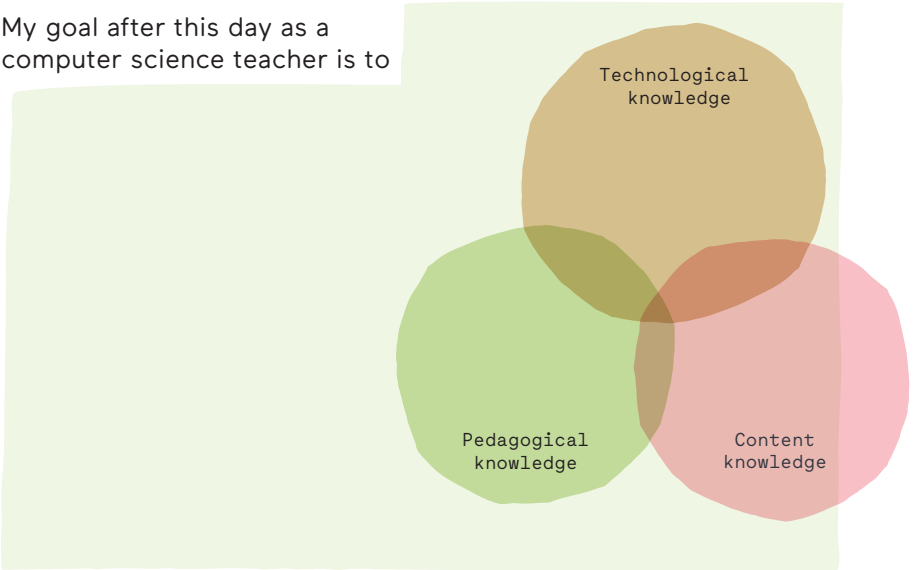 My goal after this day as a
computer science teacher is to
Technological
knowledge
Pedagogical
knowledge
Content
knowledge